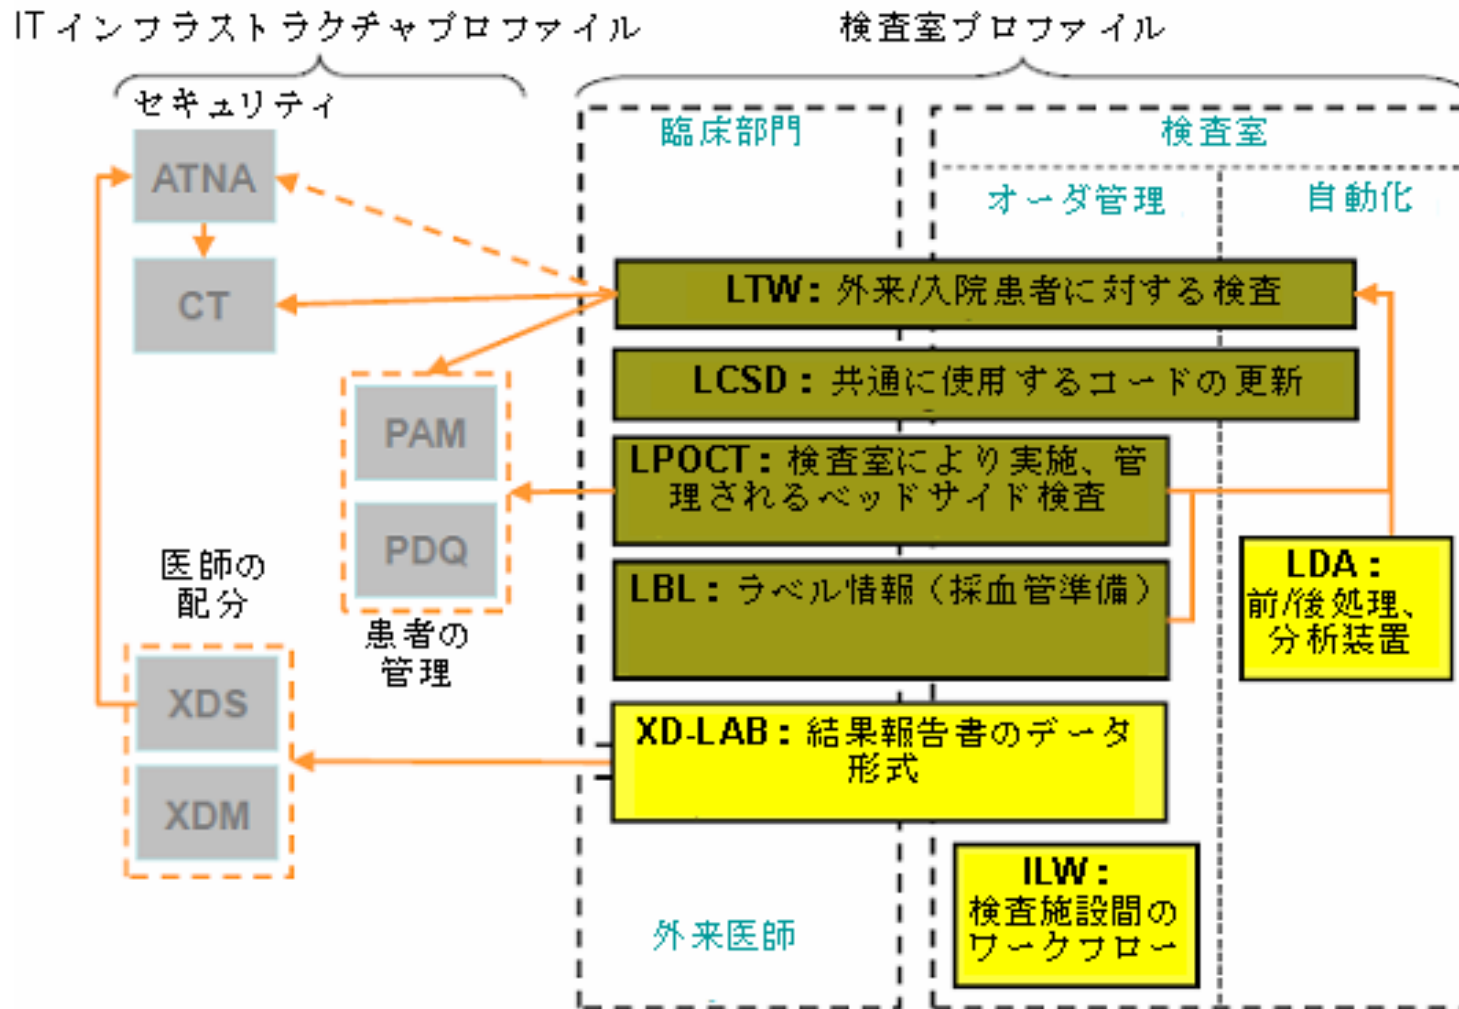 ITインフラストラクチャプロファイル
検査室プロファイル
セキュリティ
ATNA
CT
PAM
PDQ
患者の
管理
医師の
配分
XDS
XDM
臨床部門
検査室
オーダ管理
自動化
LTW：外来/入院患者に対する検査
LCSD：共通に使用するコードの更新
LPOCT：検査室により実施、管
理されるベッドサイド検査
LBL：ラベル情報（採血管準備）
LDA：
前/後処理、
分析装置
XD-LAB：結果報告書のデータ
形式
ILW：
検査施設間の
ワークフロー
外来医師